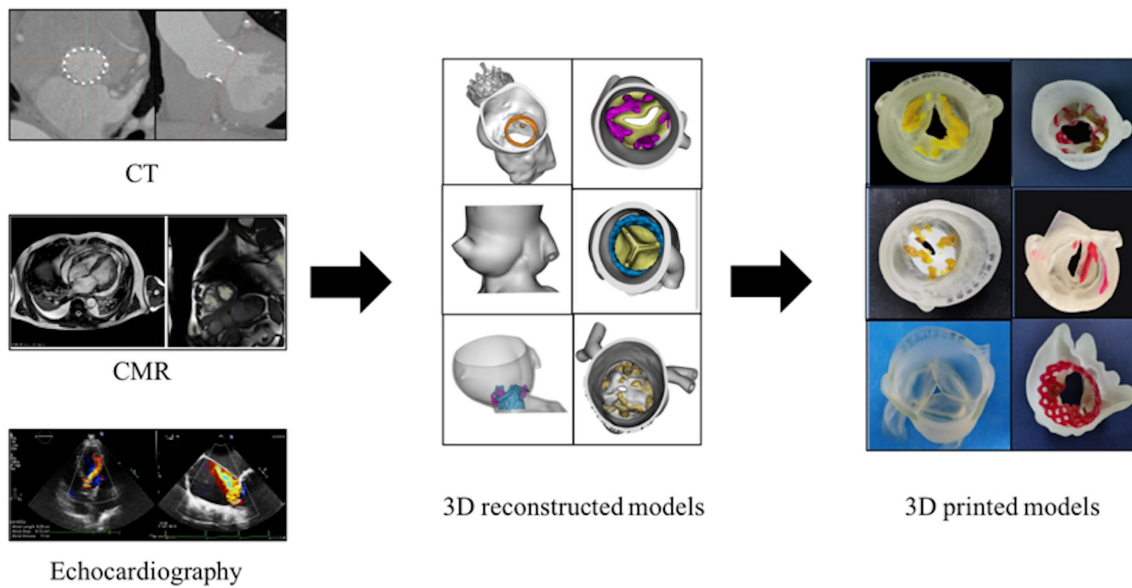 CT
CMR
Echocardiography
3D reconstructed models
3D printed models